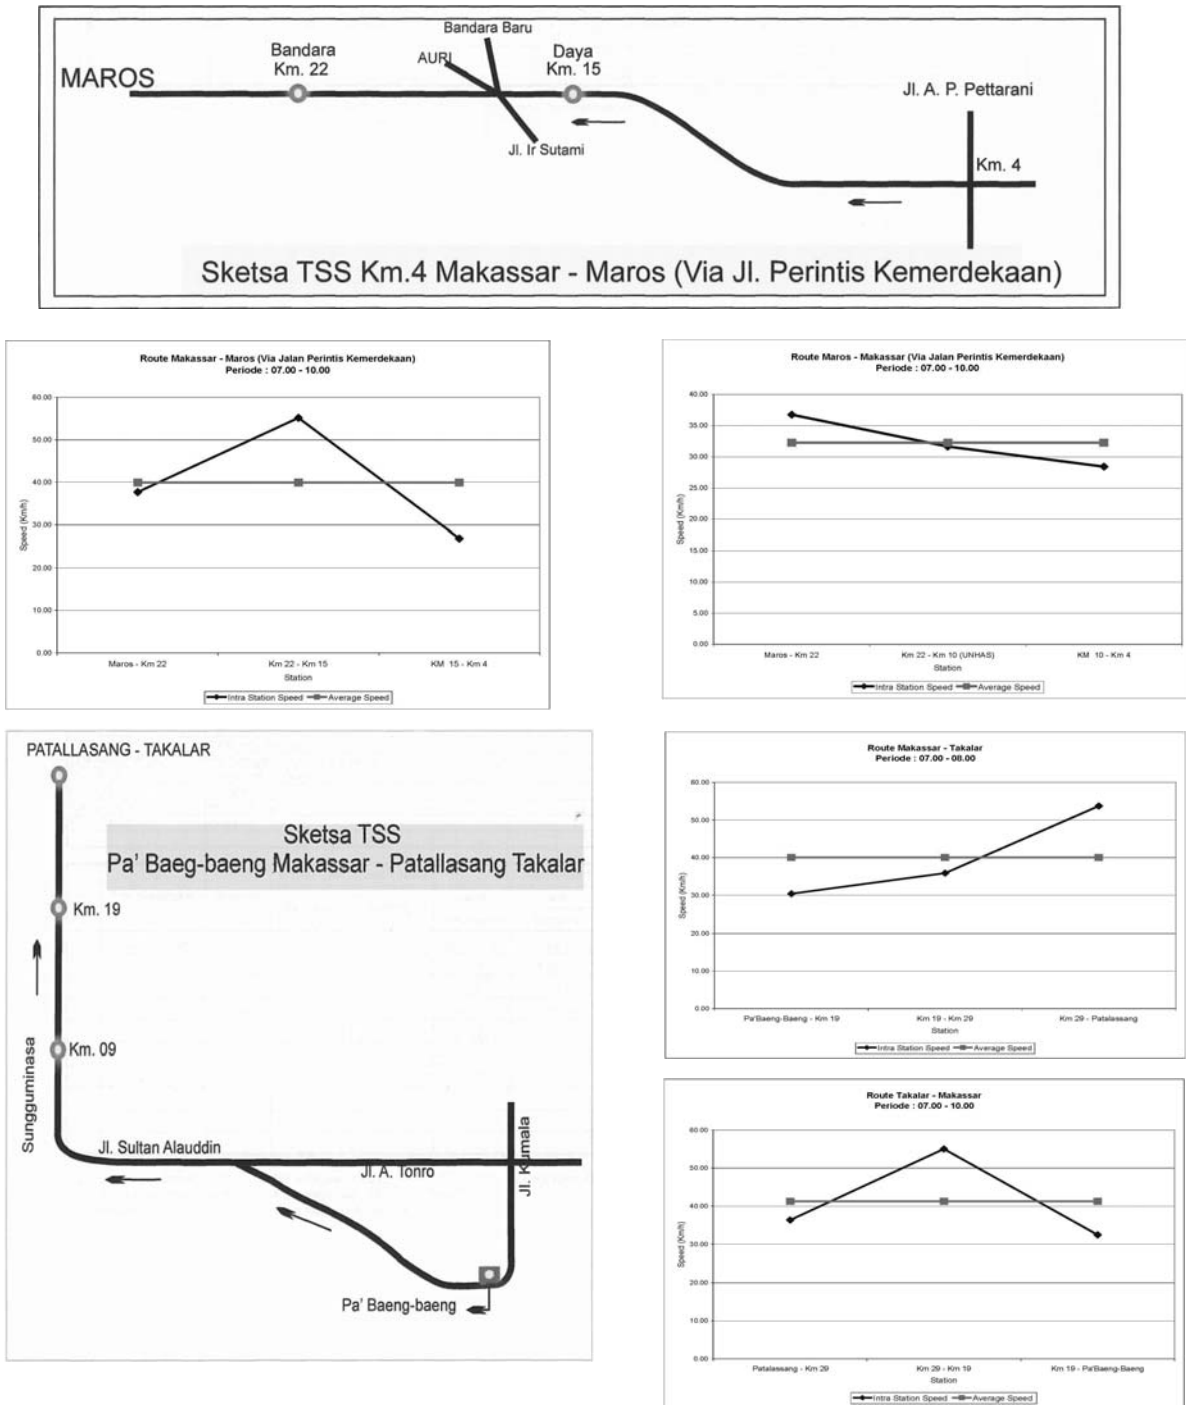 Bandara Baru
Bandara
Km. 22
AURI
Daya
Km. 15
MAROS
Jl. A. P. Pettarani
Jl. Ir Sutami
Km. 4
Sketsa TSS Km.4 Makassar - Maros (Via Jl. Perintis Kemerdekaan)
Route Makassar - Maros (Via Jalan Perintis Kemerdekaan)
Periode : 07.00 - 10.00
60.00
50.00
40.00
30.00
20.00
10.00
0.00
Speed (Km/h)
Maros - Km 22
Km 22 - Km 15
KM 15 - Km 4
Station
Intra Station Speed
Average Speed
Route Maros - Makassar (Via Jalan Perintis Kemerdekaan)
Periode : 07.00 - 10.00
40.00
35.00
30.00
25.00
20.00
15.00
10.00
5.00
0.00
Speed (Km/h)
Maros - Km 22
Km 22 - Km 10 (UNHAS)
KM 10 - Km 4
Station
Intra Station Speed
Average Speed
PATALLASANG - TAKALAR
Sketsa TSS
Pa' Baeg-baeng Makassar - Patallasang Takalar
Km. 19
Km. 09
Sungguminasa
Jl. Sultan Alauddin
Jl. A. Tonro
Jl. Kumala
Pa' Baeng-baeng
Route Makassar - Takalar
Periode : 07.00 - 08.00
60.00
50.00
40.00
30.00
20.00
10.00
0.00
Speed (Km/h)
Pa'Baeng-Baeng - Km 19
Km 19 - Km 29
Km 29 - Patalassang
Station
Intra Station Speed
Average Speed
Route Takalar - Makassar
Periode : 07.00 - 10.00
60.00
50.00
40.00
30.00
20.00
10.00
0.00
Speed (Km/h)
Patalassang - Km 29
Km 29 - Km 19
Km 19 - Pa'Baeng-Baeng
Station
Intra Station Speed
Average Speed